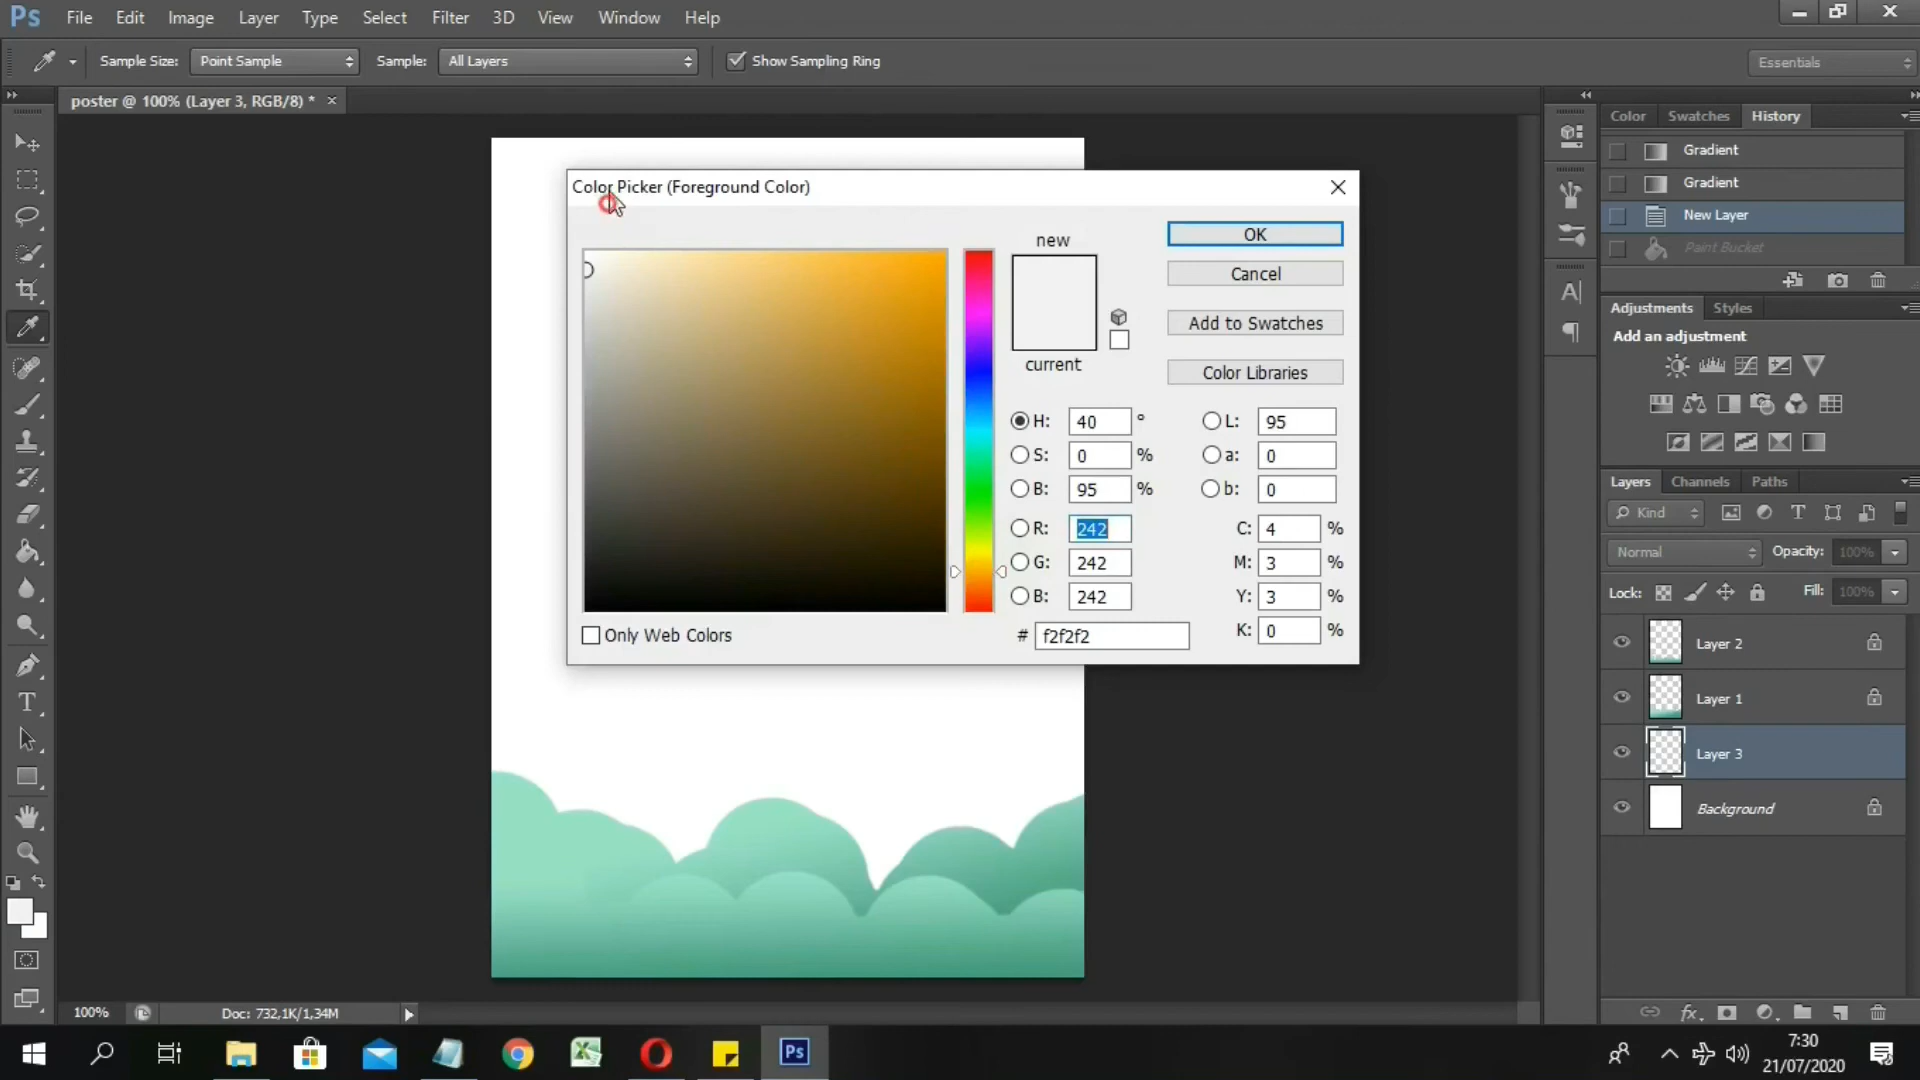 Ps File Edit Image Layer Type Select Filter 3D View Window Help
Sample Size: Point Sample Sample: All Layers Show Sampling Ring Essentials
poster @ 100% (Layer 3, RGB/8) * ×
Color Swatches History
Gradient
Gradient
New Layer
Paint Bucket
Adjustments Styles
Add an adjustment
Layers Channels Paths
Kind
Normal Opacity: 100%
Lock: Fill: 100%
Layer 2
Layer 1
Layer 3
Background
Color Picker (Foreground Color)
new
current
OK
Cancel
Add to Swatches
Color Libraries
H: 40 ° L: 95
S: 0 % a: 0
B: 95 % b: 0
R: 242 C: 4 %
G: 242 M: 3 %
B: 242 Y: 3 %
# f2f2f2 K: 0 %
Only Web Colors
100% Doc: 732,1K/1,34M
Ps
7:30
21/07/2020